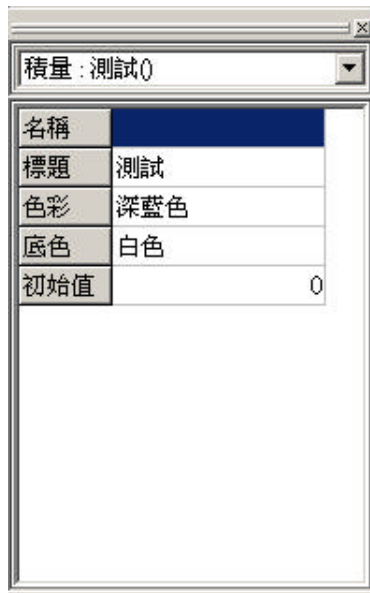 積量 : 測試()
名稱
標題 測試
色彩 深藍色
底色 白色
初始值 0